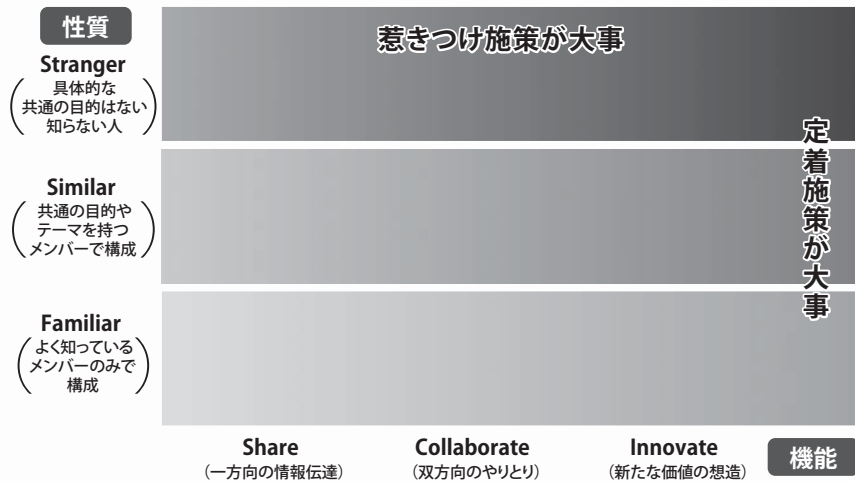 性質
惹きつけ施策が大事
Stranger
(具体的な
共通の目的はない
知らない人)
定着施策が大事
Similar
(共通の目的や
テーマを持つ
メンバーで構成)
Familiar
(よく知っている
メンバーのみで
構成)
Share
(一方向の情報伝達)
Collaborate
(双方向のやりとり)
Innovate
(新たな価値の想造)
機能